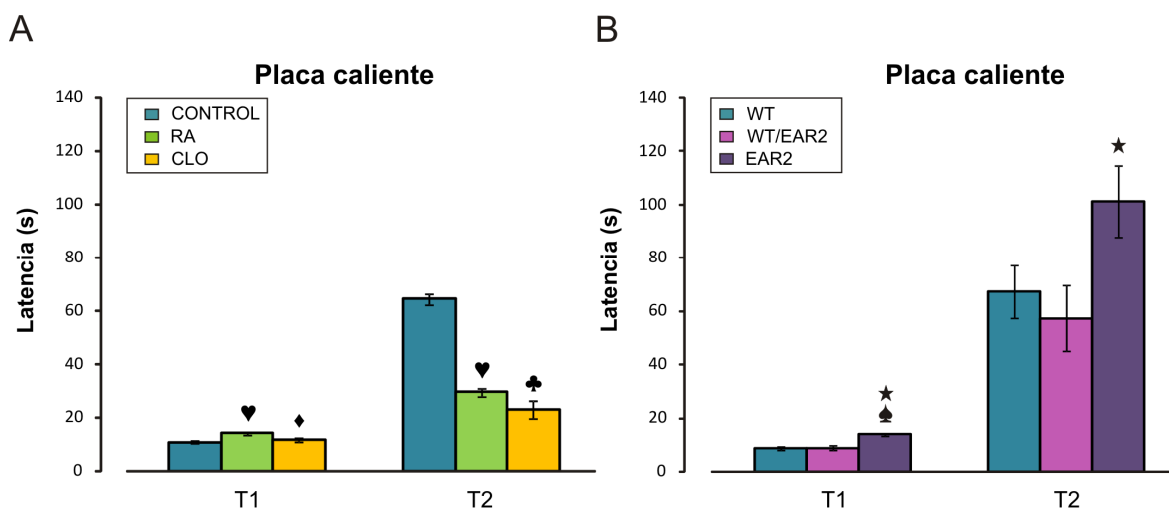 A
Placa caliente
Latencia (s)
140
120
100
80
60
40
20
0
CONTROL
RA
CLO
♥
♦
♥
♣
T1
T2
B
Placa caliente
Latencia (s)
140
120
100
80
60
40
20
0
WT
WT/EAR2
EAR2
★
♠
★
T1
T2